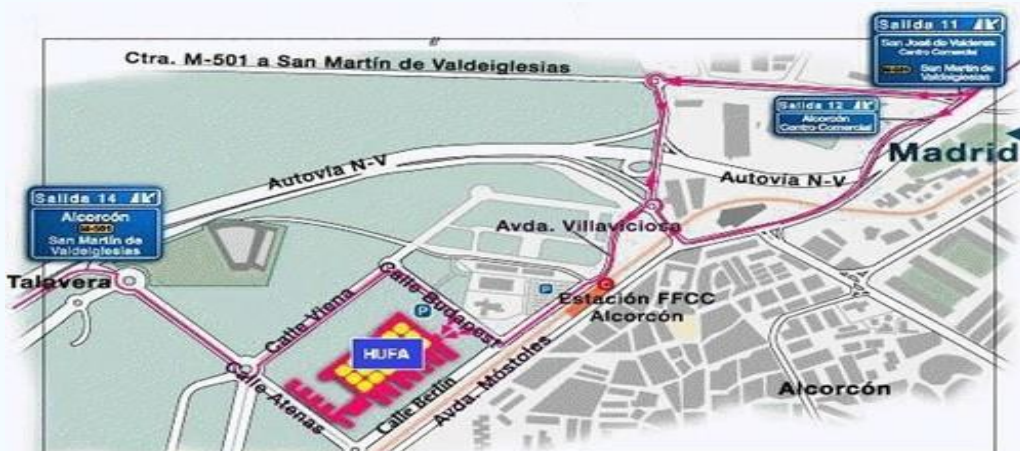 Salida 11
San José de Valderas
Centro Comercial
San Martín de
Valdeiglesias
Ctra. M-501 a San Martín de Valdeiglesias
Salida 12
Alcorcón
Centro Comercial
Madrid
Autovía N-V
Autovía N-V
Salida 14
Alcorcón
M-501
San Martín de
Valdeiglesias
Avda. Villaviciosa
Talavera
Calle Viena
Calle Budapest
P
P
Estación FFCC
Alcorcón
HUFA
Calle Atenas
Calle Berlín
Avda. Móstoles
Alcorcón